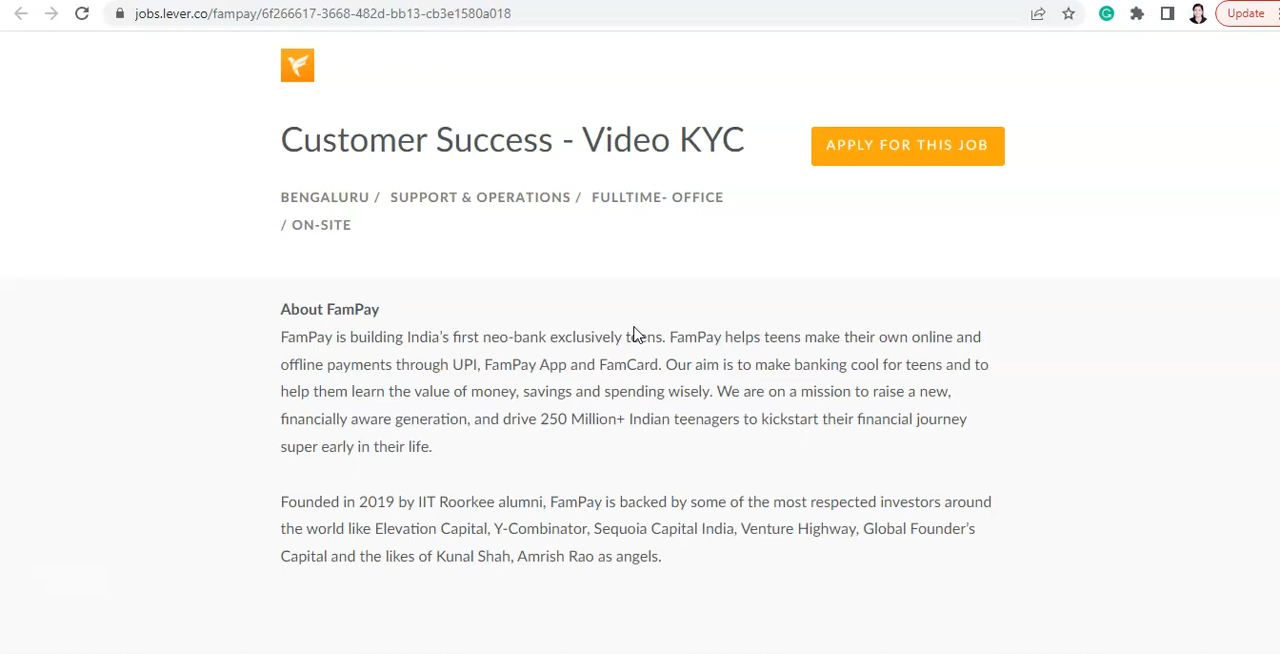 jobs.lever.co/fampay/6f266617-3668-482d-bb13-cb3e1580a018
Update
Customer Success - Video KYC
APPLY FOR THIS JOB
BENGALURU / SUPPORT & OPERATIONS / FULLTIME- OFFICE
/ ON-SITE
About FamPay
FamPay is building India’s first neo-bank exclusively teens. FamPay helps teens make their own online and
offline payments through UPI, FamPay App and FamCard. Our aim is to make banking cool for teens and to
help them learn the value of money, savings and spending wisely. We are on a mission to raise a new,
financially aware generation, and drive 250 Million+ Indian teenagers to kickstart their financial journey
super early in their life.
Founded in 2019 by IIT Roorkee alumni, FamPay is backed by some of the most respected investors around
the world like Elevation Capital, Y-Combinator, Sequoia Capital India, Venture Highway, Global Founder’s
Capital and the likes of Kunal Shah, Amrish Rao as angels.